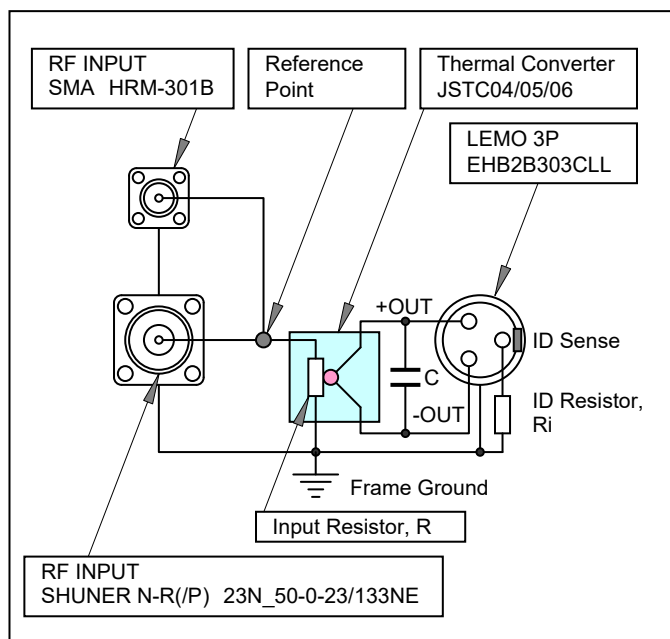 RF INPUT
SMA HRM-301B
Reference
Point
Thermal Converter
JSTC04/05/06
LEMO 3P
EHB2B303CLL
+OUT
ID Sense
C
-OUT
ID Resistor,
Ri
Frame Ground
Input Resistor, R
RF INPUT
SHUNER N-R(/P) 23N_50-0-23/133NE